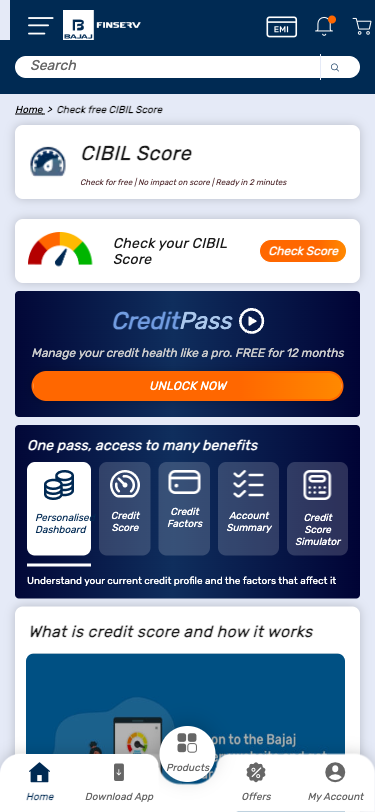 BAJAJ
FINSERV
EMI
Search
Home > Check free CIBIL Score
CIBIL Score
Check for free | No impact on score | Ready in 2 minutes
Check your CIBIL
Score
Check Score
CreditPass
Manage your credit health like a pro. FREE for 12 months
UNLOCK NOW
One pass, access to many benefits
Personalised
Dashboard
Credit
Score
Credit
Factors
Account
Summary
Credit
Score
Simulator
Understand your current credit profile and the factors that affect it
What is credit score and how it works
on to the Bajaj
website and get
Products
Home
Download App
Offers
My Account